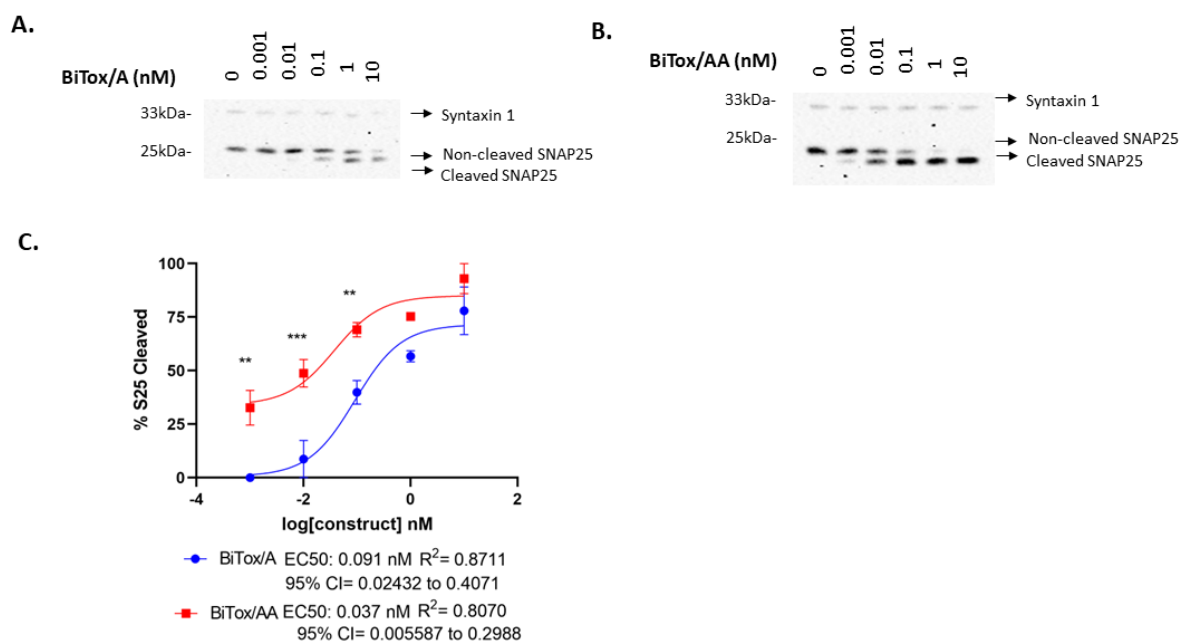 A.
BiTox/A (nM)
0
0.001
0.01
0.1
1
10
33kDa-
25kDa-
Syntaxin 1
Non-cleaved SNAP25
Cleaved SNAP25
B.
BiTox/AA (nM)
0
0.001
0.01
0.1
1
10
33kDa-
25kDa-
Syntaxin 1
Non-cleaved SNAP25
Cleaved SNAP25
C.
% S25 Cleaved
100
75
50
25
0
**
***
**
-4
-2
0
2
log[construct] nM
BiTox/A EC50: 0.091 nM R²= 0.8711
95% CI= 0.02432 to 0.4071
BiTox/AA EC50: 0.037 nM R²= 0.8070
95% CI= 0.005587 to 0.2988